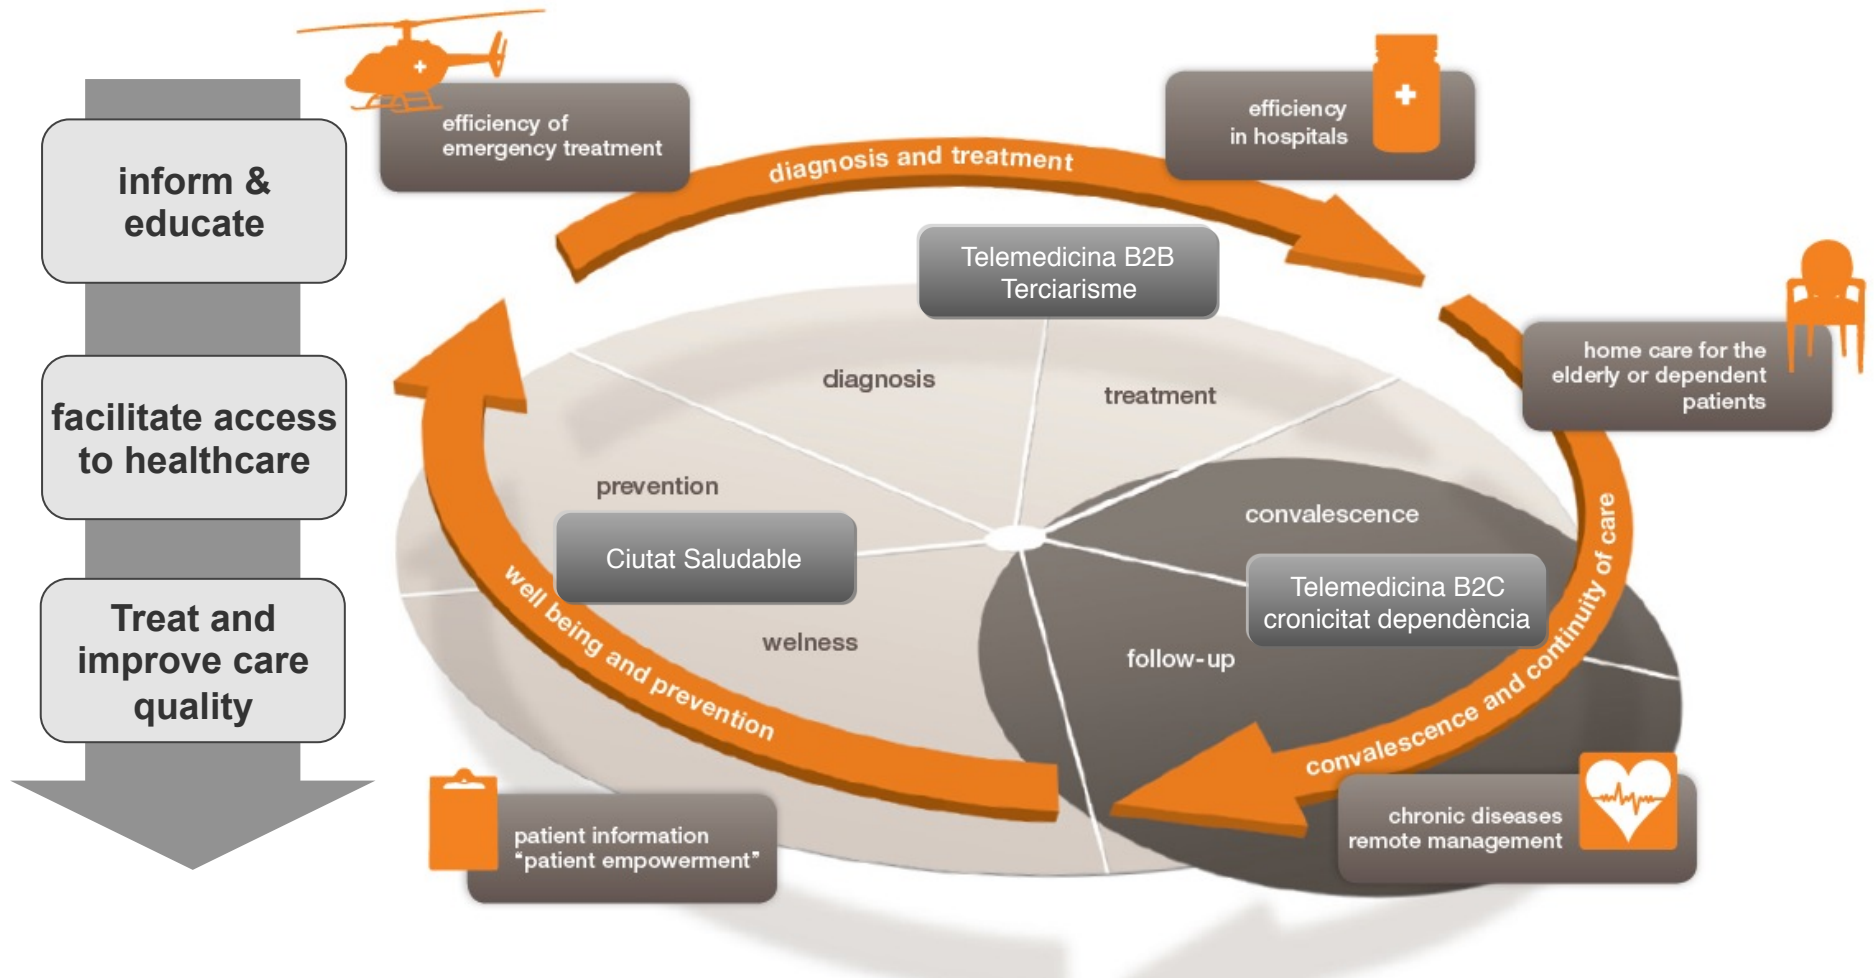 inform &
educate
facilitate access
to healthcare
Treat and
improve care
quality
efficiency of
emergency treatment
diagnosis and treatment
efficiency
in hospitals
Telemedicina B2B
Terciarisme
home care for the
elderly or dependent
patients
diagnosis
treatment
prevention
convalescence
Ciutat Saludable
Telemedicina B2C
cronicitat dependència
welness
follow-up
well being and prevention
convalescence and continuity of care
patient information
"patient empowerment"
chronic diseases
remote management